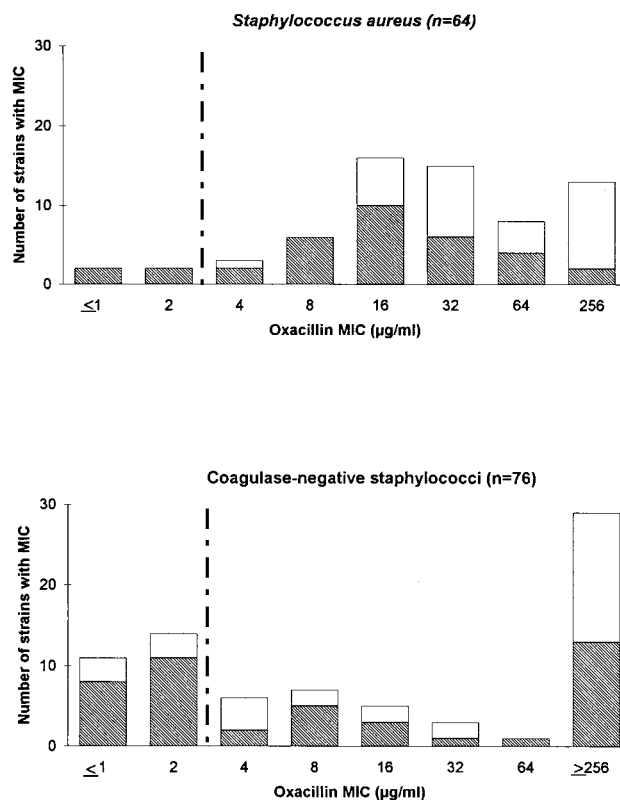 Staphylococcus aureus (n=64)
Number of strains with MIC
30
20
10
0
≤1 2 4 8 16 32 64 256
Oxacillin MIC (µg/ml)
Coagulase-negative staphylococci (n=76)
Number of strains with MIC
30
20
10
0
≤1 2 4 8 16 32 64 ≥256
Oxacillin MIC (µg/ml)